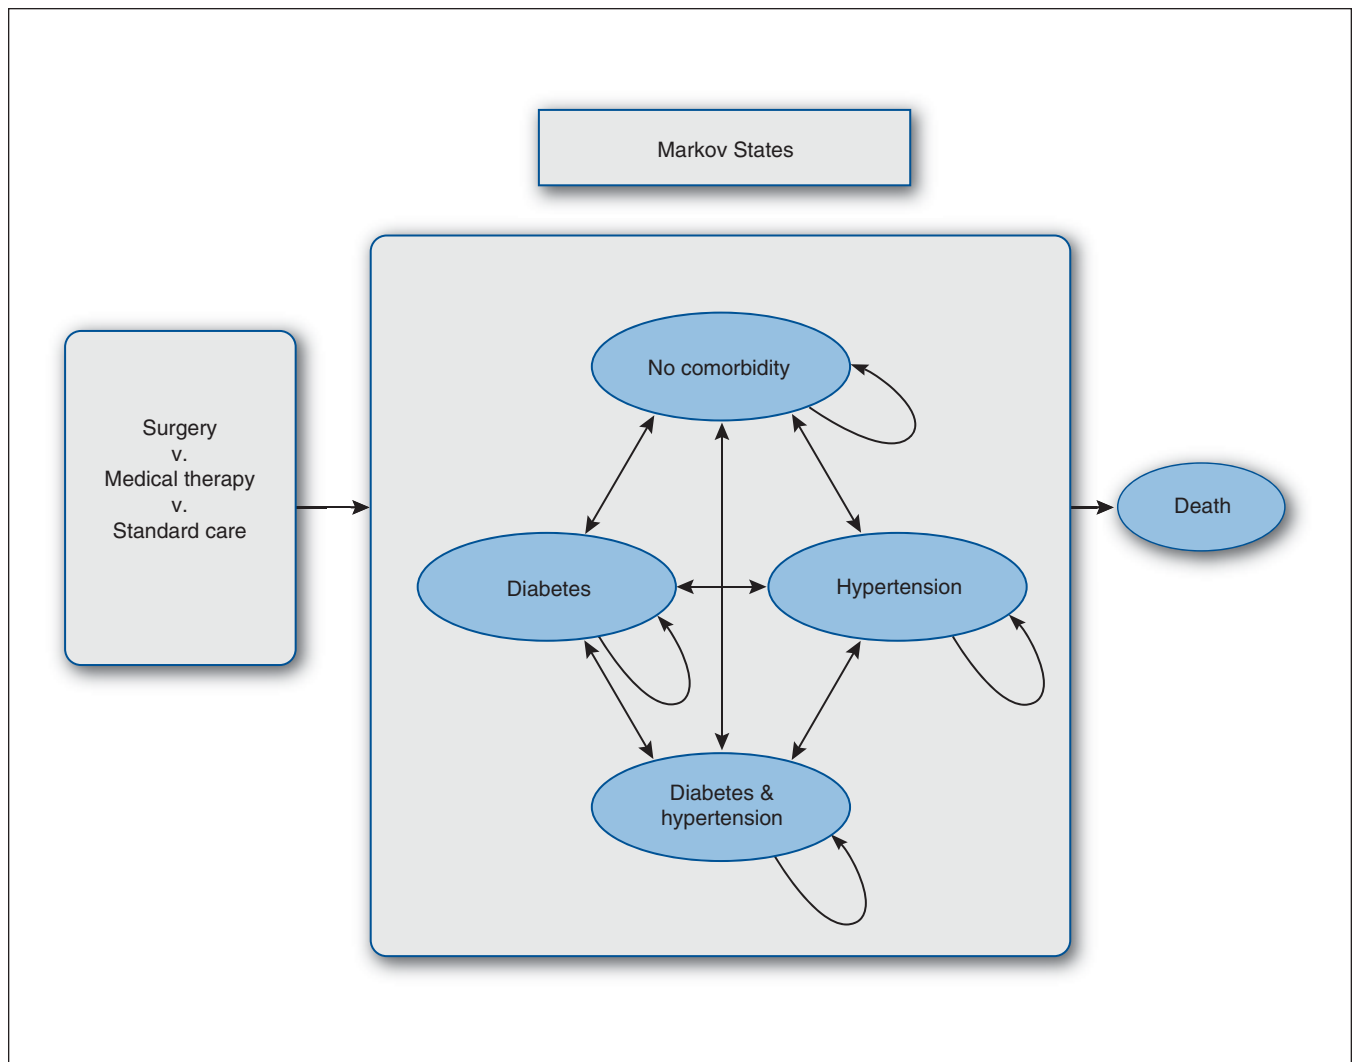 Markov States
Surgery
v.
Medical therapy
v.
Standard care
No comorbidity
Diabetes
Hypertension
Diabetes &
hypertension
Death